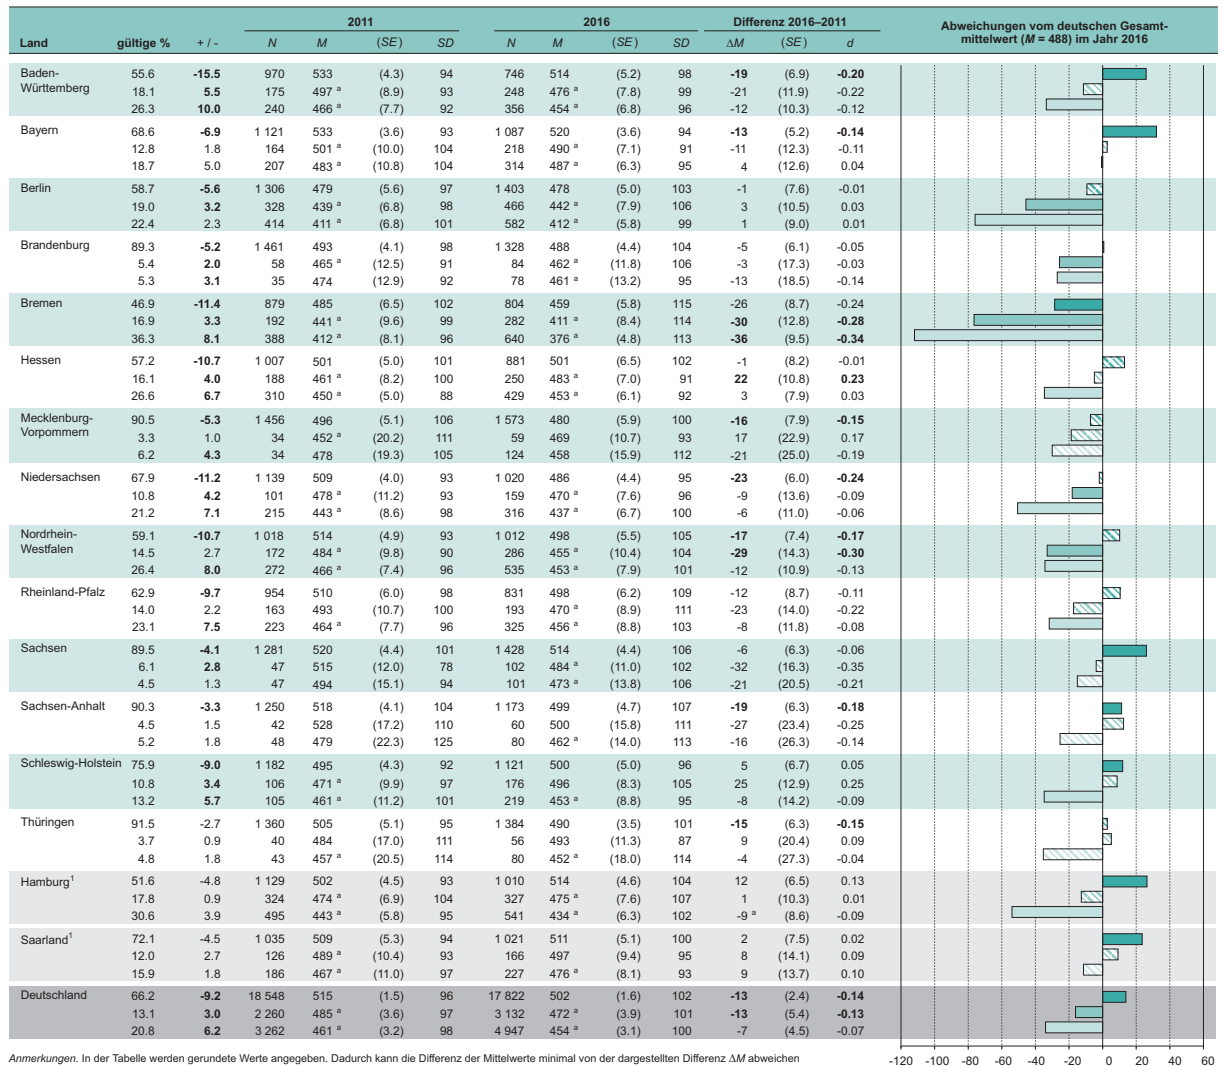 2011 2016 Differenz 2016–2011 Abweichungen vom deutschen Gesamt-
mittelwert (M = 488) im Jahr 2016
Land gültige % + / - N M (SE) SD N M (SE) SD ΔM (SE) d
Baden-Württemberg 55.6 -15.5 970 533 (4.3) 94 746 514 (5.2) 98 -19 (6.9) -0.20
18.1 5.5 175 497 a (8.9) 93 248 476 a (7.8) 99 -21 (11.9) -0.22
26.3 10.0 240 466 a (7.7) 92 356 454 a (6.8) 96 -12 (10.3) -0.12
Bayern 68.6 -6.9 1 121 533 (3.6) 93 1 087 520 (3.6) 94 -13 (5.2) -0.14
12.8 1.8 164 501 a (10.0) 104 218 490 a (7.1) 91 -11 (12.3) -0.11
18.7 5.0 207 483 a (10.8) 104 314 487 a (6.3) 95 4 (12.6) 0.04
Berlin 58.7 -5.6 1 306 479 (5.6) 97 1 403 478 (5.0) 103 -1 (7.6) -0.01
19.0 3.2 328 439 a (6.8) 98 466 442 a (7.9) 106 3 (10.5) 0.03
22.4 2.3 414 411 a (6.8) 101 582 412 a (5.8) 99 1 (9.0) 0.01
Brandenburg 89.3 -5.2 1 461 493 (4.1) 98 1 328 488 (4.4) 104 -5 (6.1) -0.05
5.4 2.0 58 465 a (12.5) 91 84 462 a (11.8) 106 -3 (17.3) -0.03
5.3 3.1 35 474 (12.9) 92 78 461 a (13.2) 95 -13 (18.5) -0.14
Bremen 46.9 -11.4 879 485 (6.5) 102 804 459 (5.8) 115 -26 (8.7) -0.24
16.9 3.3 192 441 a (9.6) 99 282 411 a (8.4) 114 -30 (12.8) -0.28
36.3 8.1 388 412 a (8.1) 96 640 376 a (4.8) 113 -36 (9.5) -0.34
Hessen 57.2 -10.7 1 007 501 (5.0) 101 881 501 (6.5) 102 -1 (8.2) -0.01
16.1 4.0 188 461 a (8.2) 100 250 483 a (7.0) 91 22 (10.8) 0.23
26.6 6.7 310 450 a (5.0) 88 429 453 a (6.1) 92 3 (7.9) 0.03
Mecklenburg-Vorpommern 90.5 -5.3 1 456 496 (5.1) 106 1 573 480 (5.9) 100 -16 (7.9) -0.15
3.3 1.0 34 452 a (20.2) 111 59 469 (10.7) 93 17 (22.9) 0.17
6.2 4.3 34 478 (19.3) 105 124 458 (15.9) 112 -21 (25.0) -0.19
Niedersachsen 67.9 -11.2 1 139 509 (4.0) 93 1 020 486 (4.4) 95 -23 (6.0) -0.24
10.8 4.2 101 478 a (11.2) 93 159 470 a (7.6) 96 -9 (13.6) -0.09
21.2 7.1 215 443 a (8.6) 98 316 437 a (6.7) 100 -6 (11.0) -0.06
Nordrhein-Westfalen 59.1 -10.7 1 018 514 (4.9) 93 1 012 498 (5.5) 105 -17 (7.4) -0.17
14.5 2.7 172 484 a (9.8) 90 286 455 a (10.4) 104 -29 (14.3) -0.30
26.4 8.0 272 466 a (7.4) 96 535 453 a (7.9) 101 -12 (10.9) -0.13
Rheinland-Pfalz 62.9 -9.7 954 510 (6.0) 98 831 498 (6.2) 109 -12 (8.7) -0.11
14.0 2.2 163 493 (10.7) 100 193 470 a (8.9) 111 -23 (14.0) -0.22
23.1 7.5 223 464 a (7.7) 96 325 456 a (8.8) 103 -8 (11.8) -0.08
Sachsen 89.5 -4.1 1 281 520 (4.4) 101 1 428 514 (4.4) 106 -6 (6.3) -0.06
6.1 2.8 47 515 (12.0) 78 102 484 a (11.0) 102 -32 (16.3) -0.35
4.5 1.3 47 494 (15.1) 94 101 473 a (13.8) 106 -21 (20.5) -0.21
Sachsen-Anhalt 90.3 -3.3 1 250 518 (4.1) 104 1 173 499 (4.7) 107 -19 (6.3) -0.18
4.5 1.5 42 528 (17.2) 110 60 500 (15.8) 111 -27 (23.4) -0.25
5.2 1.8 48 479 (22.3) 125 80 462 a (14.0) 113 -16 (26.3) -0.14
Schleswig-Holstein 75.9 -9.0 1 182 495 (4.3) 92 1 121 500 (5.0) 96 5 (6.7) 0.05
10.8 3.4 106 471 a (9.9) 97 176 496 (8.3) 105 25 (12.9) 0.25
13.2 5.7 105 461 a (11.2) 101 219 453 a (8.8) 95 -8 (14.2) -0.09
Thüringen 91.5 -2.7 1 360 505 (5.1) 95 1 384 490 (3.5) 101 -15 (6.3) -0.15
3.7 0.9 40 484 (17.0) 111 56 493 (11.3) 87 9 (20.4) 0.09
4.8 1.8 43 457 a (20.5) 114 80 452 a (18.0) 114 -4 (27.3) -0.04
Hamburg1 51.6 -4.8 1 129 502 (4.5) 93 1 010 514 (4.6) 104 12 (6.5) 0.13
17.8 0.9 324 474 a (6.9) 104 327 475 a (7.6) 107 1 (10.3) 0.01
30.6 3.9 495 443 a (5.8) 95 541 434 a (6.3) 102 -9 a (8.6) -0.09
Saarland1 72.1 -4.5 1 035 509 (5.3) 94 1 021 511 (5.1) 100 2 (7.5) 0.02
12.0 2.7 126 489 a (10.4) 93 166 497 (9.4) 95 8 (14.1) 0.09
15.9 1.8 186 467 a (11.0) 97 227 476 a (8.1) 93 9 (13.7) 0.10
Deutschland 66.2 -9.2 18 548 515 (1.5) 96 17 822 502 (1.6) 102 -13 (2.4) -0.14
13.1 3.0 2 260 485 a (3.6) 97 3 132 472 a (3.9) 101 -13 (5.4) -0.13
20.8 6.2 3 262 461 a (3.2) 98 4 947 454 a (3.1) 100 -7 (4.5) -0.07
Anmerkungen. In der Tabelle werden gerundete Werte angegeben. Dadurch kann die Differenz der Mittelwerte minimal von der dargestellten Differenz ΔM abweichen
-120 -100 -80 -60 -40 -20 0 20 40 60